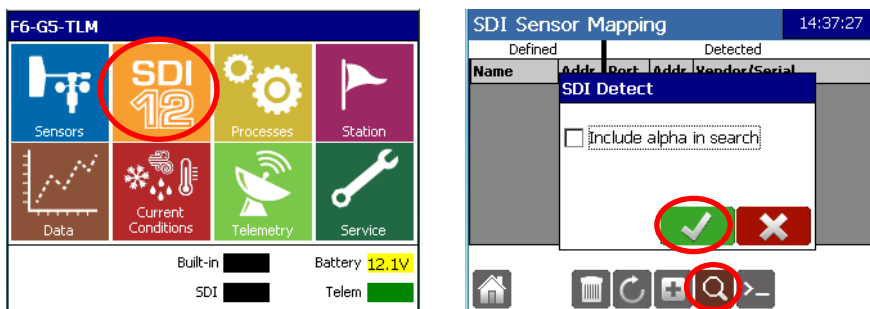 F6-G5-TLM
SDI
12
Sensors
Processes
Station
Data
Current
Conditions
Telemetry
Service
Built-in
Battery 12.1V
SDI
Telem
SDI Sensor Mapping
14:37:27
Defined
Detected
Name Addr Port Addr Vendor/Serial
SDI Detect
Include alpha in search
>_